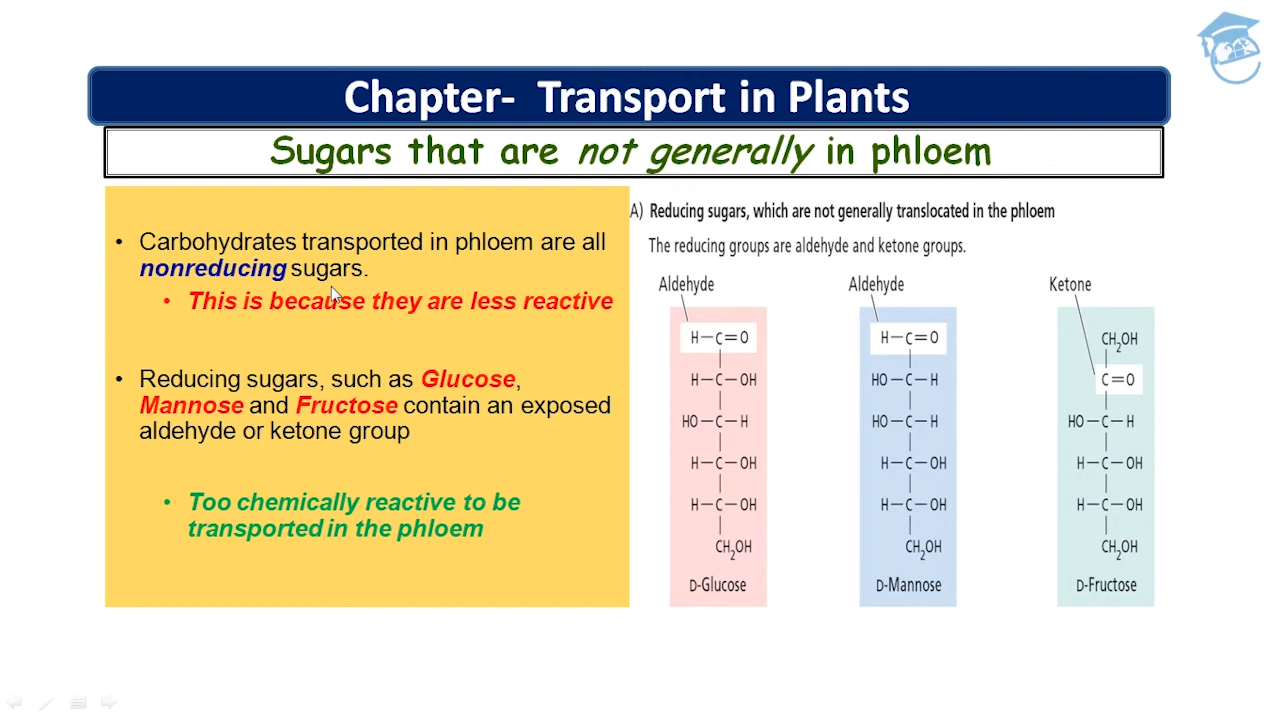 Chapter- Transport in Plants
Sugars that are not generally in phloem
• Carbohydrates transported in phloem are all
nonreducing sugars.
• This is because they are less reactive
• Reducing sugars, such as Glucose,
Mannose and Fructose contain an exposed
aldehyde or ketone group
• Too chemically reactive to be
transported in the phloem
A) Reducing sugars, which are not generally translocated in the phloem
The reducing groups are aldehyde and ketone groups.
Aldehyde
H—C=O
H—C—OH
HO—C—H
H—C—OH
H—C—OH
CH2OH
D-Glucose
Aldehyde
H—C=O
HO—C—H
HO—C—H
H—C—OH
H—C—OH
CH2OH
D-Mannose
Ketone
CH2OH
C=O
HO—C—H
H—C—OH
H—C—OH
CH2OH
D-Fructose